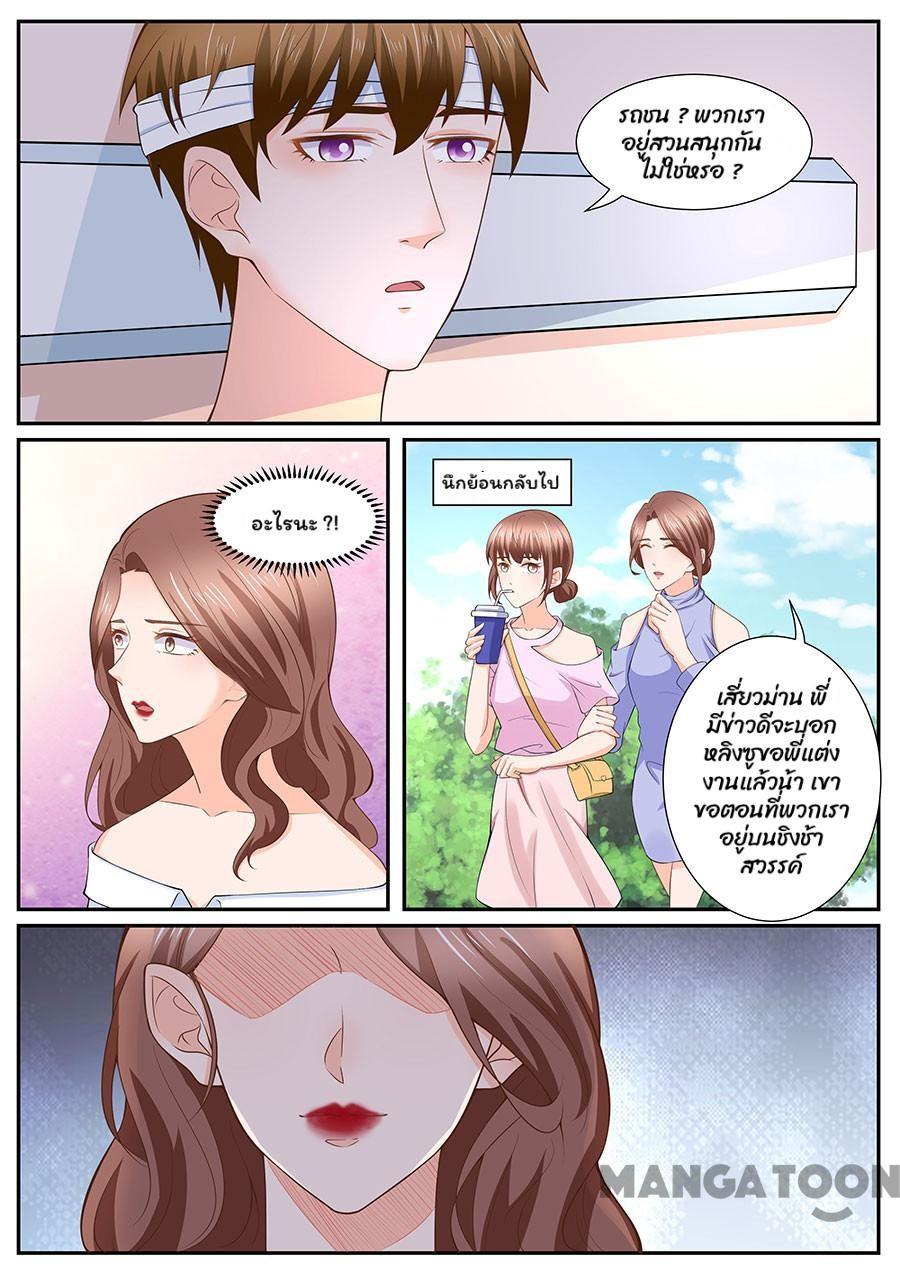 รถชน ? พวกเรา
อยู่สวนสนุกกัน
ไม่ใช่หรอ ?
อะไรนะ ?!
นึกย้อนกลับไป
เสี่ยวม่าน พี่
มีข่าวดีจะบอก
หลิงซูขอพี่แต่ง
งานแล้วน้า เขา
ขอตอนที่พวกเรา
อยู่บนชิงช้า
สวรรค์
MANGATOON